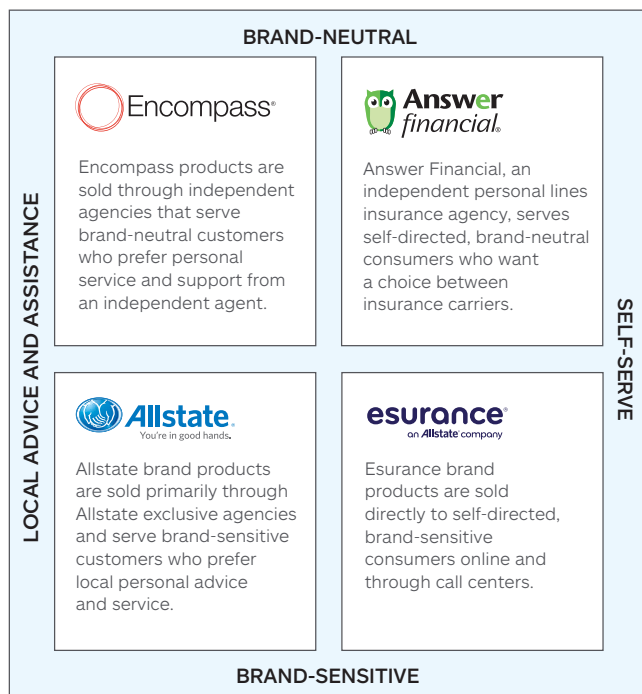 BRAND-NEUTRAL
LOCAL ADVICE AND ASSISTANCE
Encompass®
Encompass products are
sold through independent
agencies that serve
brand-neutral customers
who prefer personal
service and support from
an independent agent.
Answer
financial®
Answer Financial, an
independent personal lines
insurance agency, serves
self-directed, brand-neutral
consumers who want
a choice between
insurance carriers.
SELF-SERVE
Allstate®
You're in good hands.
Allstate brand products
are sold primarily through
Allstate exclusive agencies
and serve brand-sensitive
customers who prefer
local personal advice
and service.
esurance®
an Allstate® company
Esurance brand
products are sold
directly to self-directed,
brand-sensitive
consumers online and
through call centers.
BRAND-SENSITIVE